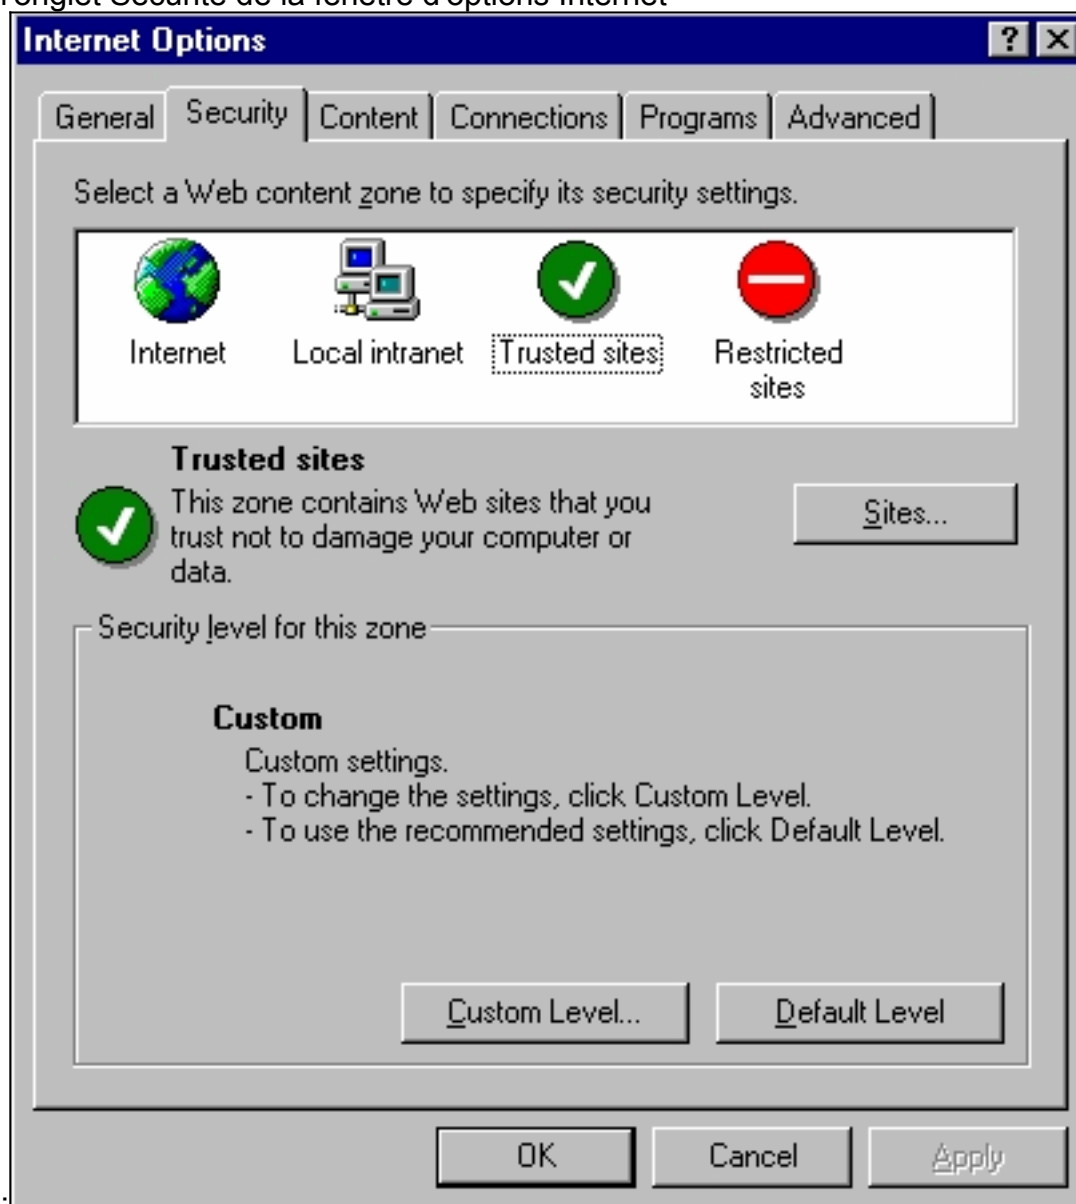 l'onglet Sécurité de la fenêtre d'options Internet
Internet Options
General Security Content Connections Programs Advanced
Select a Web content zone to specify its security settings.
Internet Local intranet Trusted sites Restricted sites
Trusted sites
This zone contains Web sites that you
trust not to damage your computer or
data.
Sites...
Security level for this zone
Custom
Custom settings.
- To change the settings, click Custom Level.
- To use the recommended settings, click Default Level.
Custom Level... Default Level
OK Cancel Apply